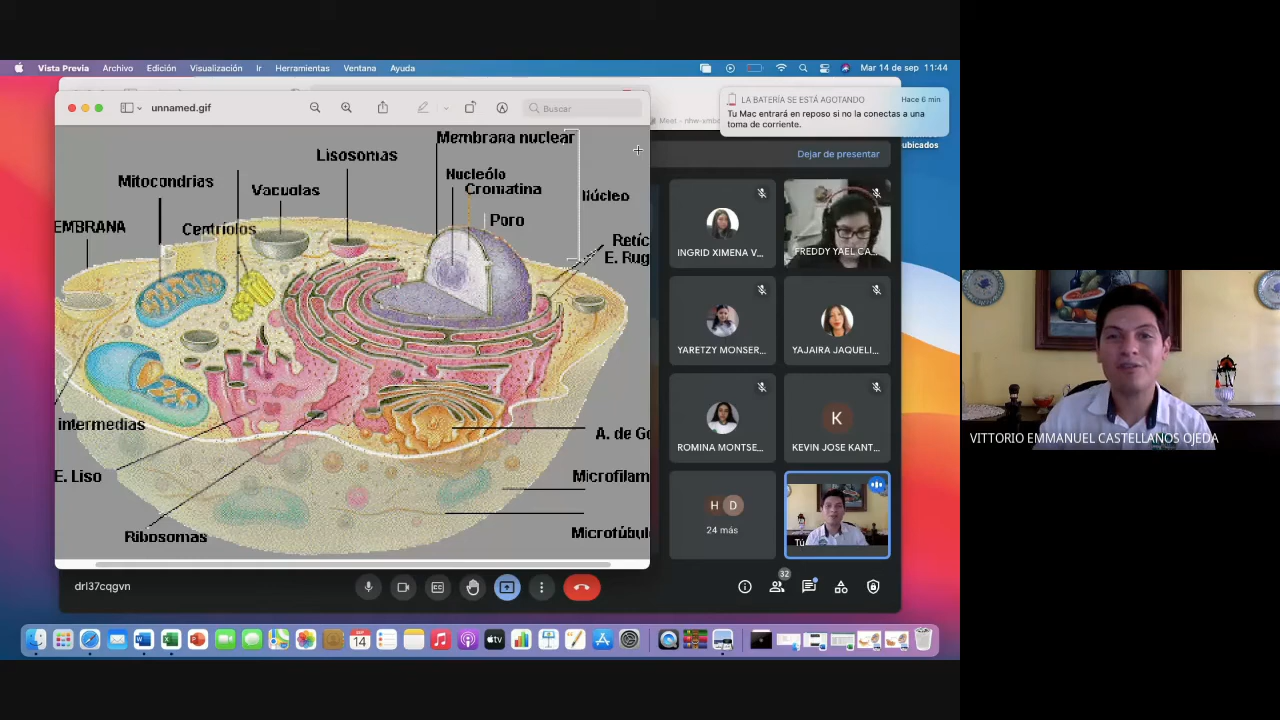 Vista Previa Archivo Edición Visualización Ir Herramientas Ventana Ayuda
Mar 14 de sep 11:44
unnamed.gif
Buscar
LA BATERÍA SE ESTÁ AGOTANDO
Hace 6 min
Tu Mac entrará en reposo si no la conectas a una
toma de corriente.
ubicados
Dejar de presentar
Membrana nuclear
Lisosomas
Nucleólo
Mitocondrias
Vacuolas
Cromatina
Núcleo
Poro
EMBRANA
Centríolos
Retíc
E. Rug
intermedias
A. de Go
E. Liso
Microfilam
Ribosomas
Microtúbul
INGRID XIMENA V...
FREDDY YAEL CA...
YARETZY MONSER...
YAJAIRA JAQUELI...
ROMINA MONTSE...
K
KEVIN JOSE KANT...
H D
24 más
Tú
drl37cqgvn
32
14
tv
VITTORIO EMMANUEL CASTELLANOS OJEDA